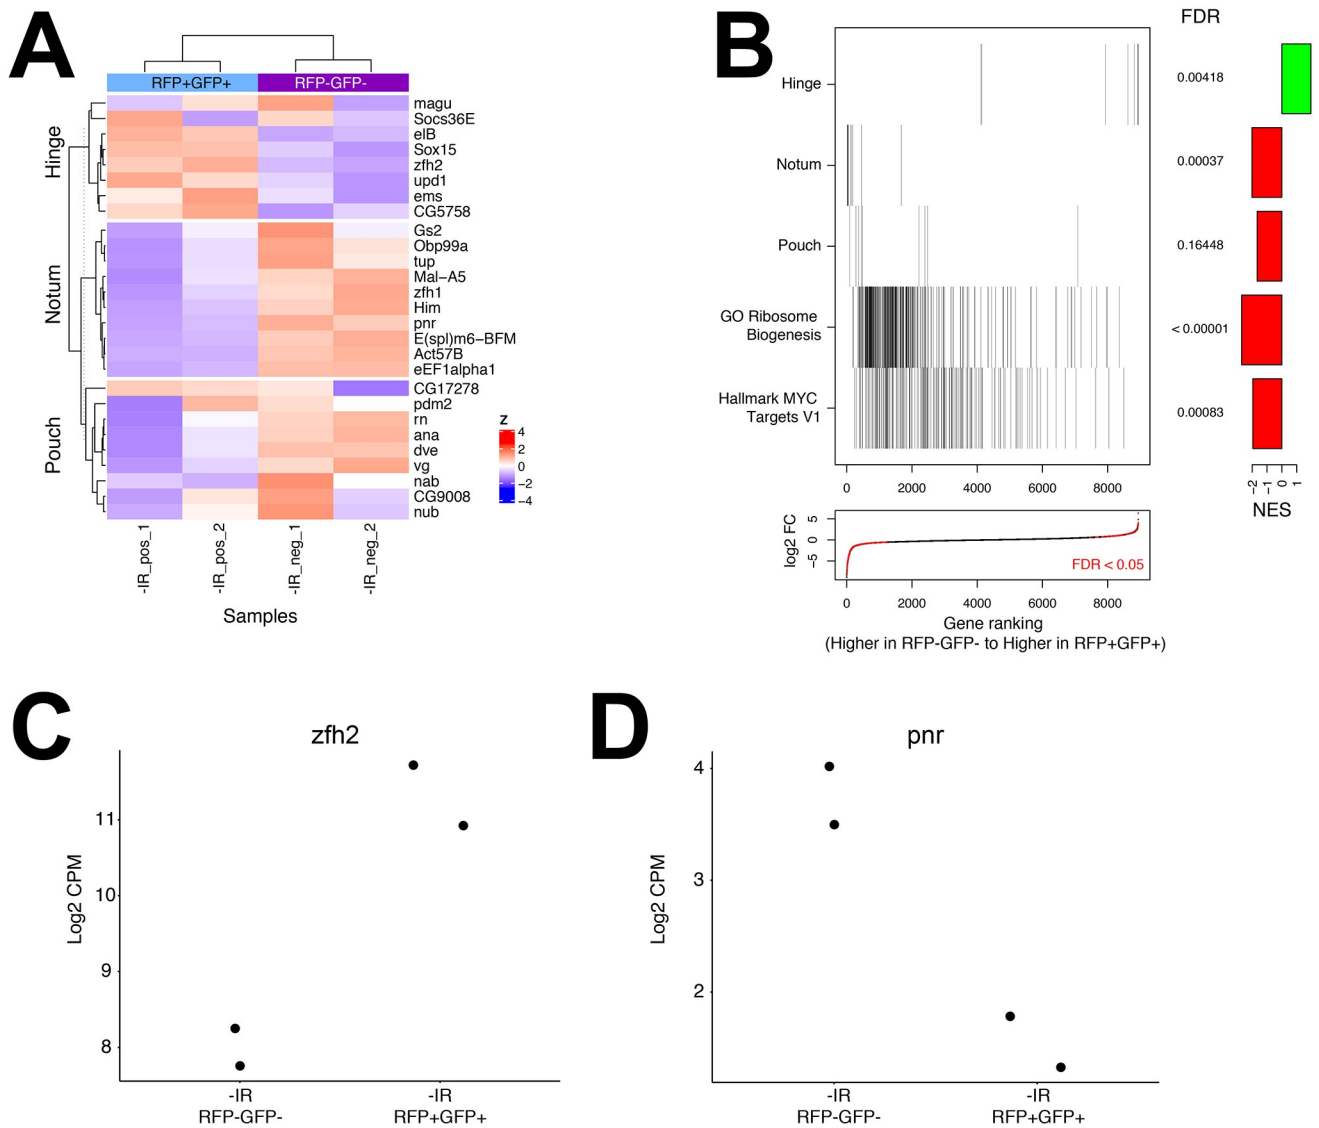 A
RFP+GFP+
RFP-GFP-
Hinge
Notum
Pouch
magu
Socs36E
elB
Sox15
zfh2
upd1
ems
CG5758
Gs2
Obp99a
tup
Mal−A5
zfh1
Him
pnr
E(spl)m6−BFM
Act57B
eEF1alpha1
CG17278
pdm2
rn
ana
dve
vg
nab
CG9008
nub
z
4
2
0
−2
−4
-IR_pos_1
-IR_pos_2
-IR_neg_1
-IR_neg_2
Samples
B
FDR
Hinge
0.00418
Notum
0.00037
Pouch
0.16448
GO Ribosome
Biogenesis
< 0.00001
Hallmark MYC
Targets V1
0.00083
0 2000 4000 6000 8000
−2 −1 0 1
NES
log2 FC
5
0
−5
FDR < 0.05
0 2000 4000 6000 8000
Gene ranking
(Higher in RFP-GFP- to Higher in RFP+GFP+)
C
zfh2
Log2 CPM
11
10
9
8
-IR
RFP-GFP-
-IR
RFP+GFP+
D
pnr
Log2 CPM
4
3
2
-IR
RFP-GFP-
-IR
RFP+GFP+